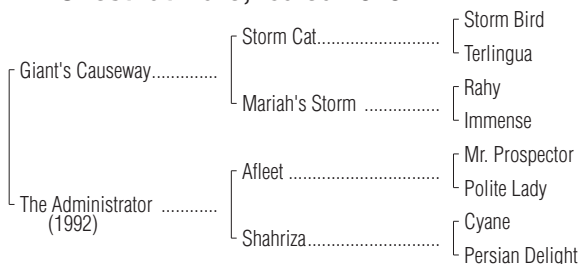 Storm Bird
Storm Cat........................
Terlingua
Giant's Causeway.............
Rahy
Mariah's Storm ...............
Immense
Mr. Prospector
Afleet ..............................
Polite Lady
The Administrator ...........
(1992)
Cyane
Shahriza..........................
Persian Delight